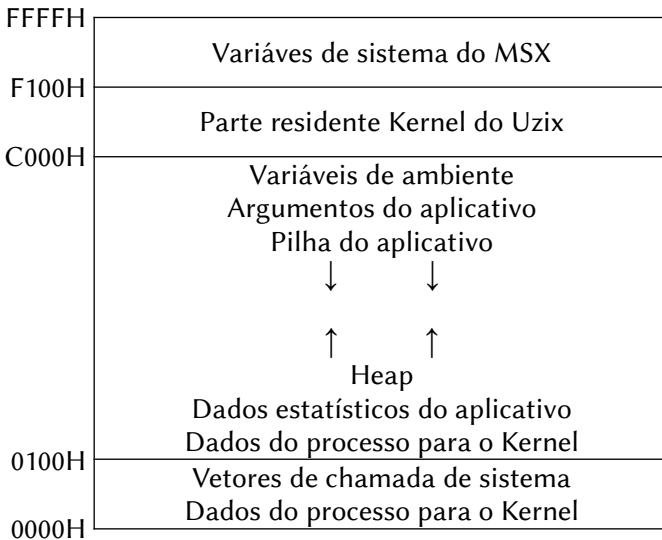 FFFFH
Variáves de sistema do MSX
F100H
Parte residente Kernel do Uzix
C000H
Variáveis de ambiente
Argumentos do aplicativo
Pilha do aplicativo
↓ ↓
↑ ↑
Heap
Dados estatísticos do aplicativo
Dados do processo para o Kernel
0100H
Vetores de chamada de sistema
Dados do processo para o Kernel
0000H